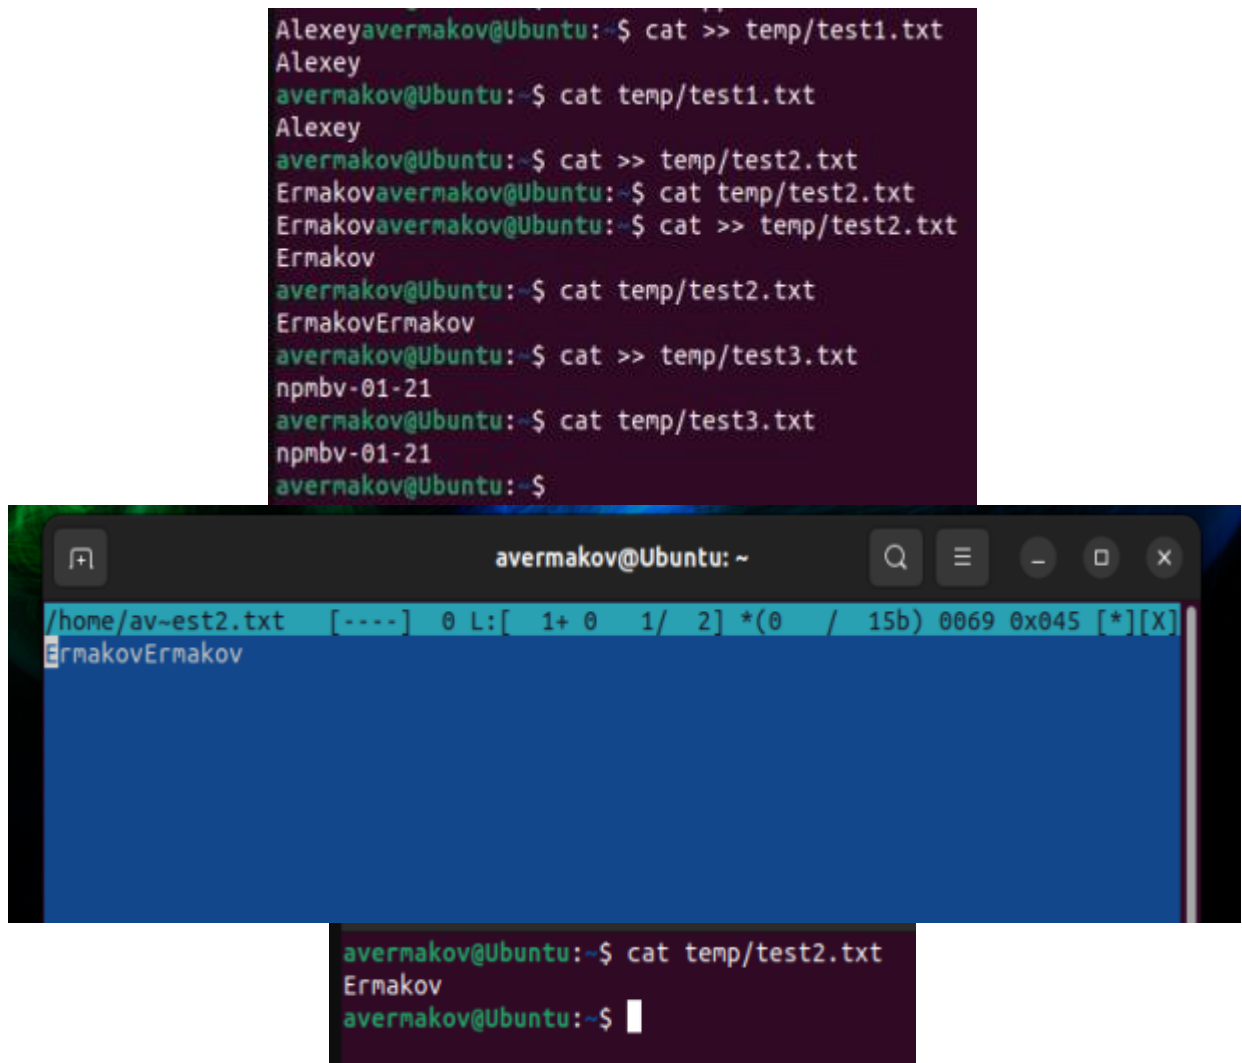 Alexeyavermakov@Ubuntu:~$ cat >> temp/test1.txt
Alexey
avermakov@Ubuntu:~$ cat temp/test1.txt
Alexey
avermakov@Ubuntu:~$ cat >> temp/test2.txt
Ermakovavermakov@Ubuntu:~$ cat temp/test2.txt
Ermakovavermakov@Ubuntu:~$ cat >> temp/test2.txt
Ermakov
avermakov@Ubuntu:~$ cat temp/test2.txt
ErmakovErmakov
avermakov@Ubuntu:~$ cat >> temp/test3.txt
npmbv-01-21
avermakov@Ubuntu:~$ cat temp/test3.txt
npmbv-01-21
avermakov@Ubuntu:~$
avermakov@Ubuntu: ~
/home/av~est2.txt [----] 0 L:[ 1+ 0 1/ 2] *(0 / 15b) 0069 0x045 [*][X]
ErmakovErmakov
avermakov@Ubuntu:~$ cat temp/test2.txt
Ermakov
avermakov@Ubuntu:~$